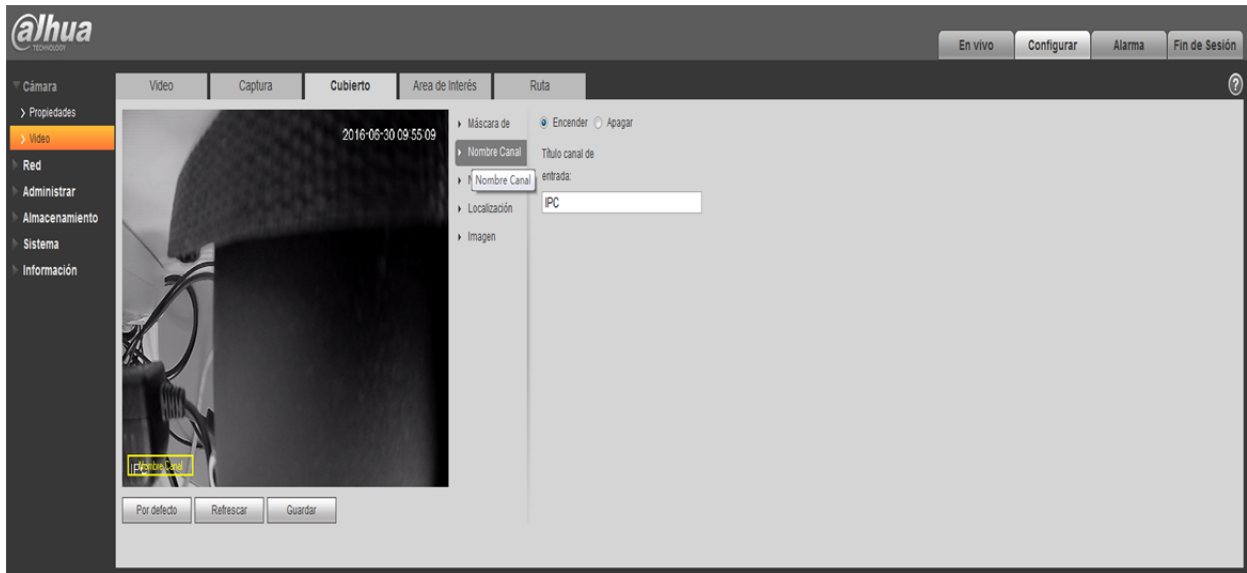 alhua
TECHNOLOGY
En vivo
Configurar
Alarma
Fin de Sesión
Cámara
Propiedades
Video
Red
Administrar
Almacenamiento
Sistema
Información
Video
Captura
Cubierto
Area de Interés
Ruta
?
2016-06-30 09:55:09
Nombre Canal
Máscara de
Nombre Canal
Nombre Canal
Localización
Imagen
Encender
Apagar
Título canal de
entrada:
IPC
Por defecto
Refrescar
Guardar